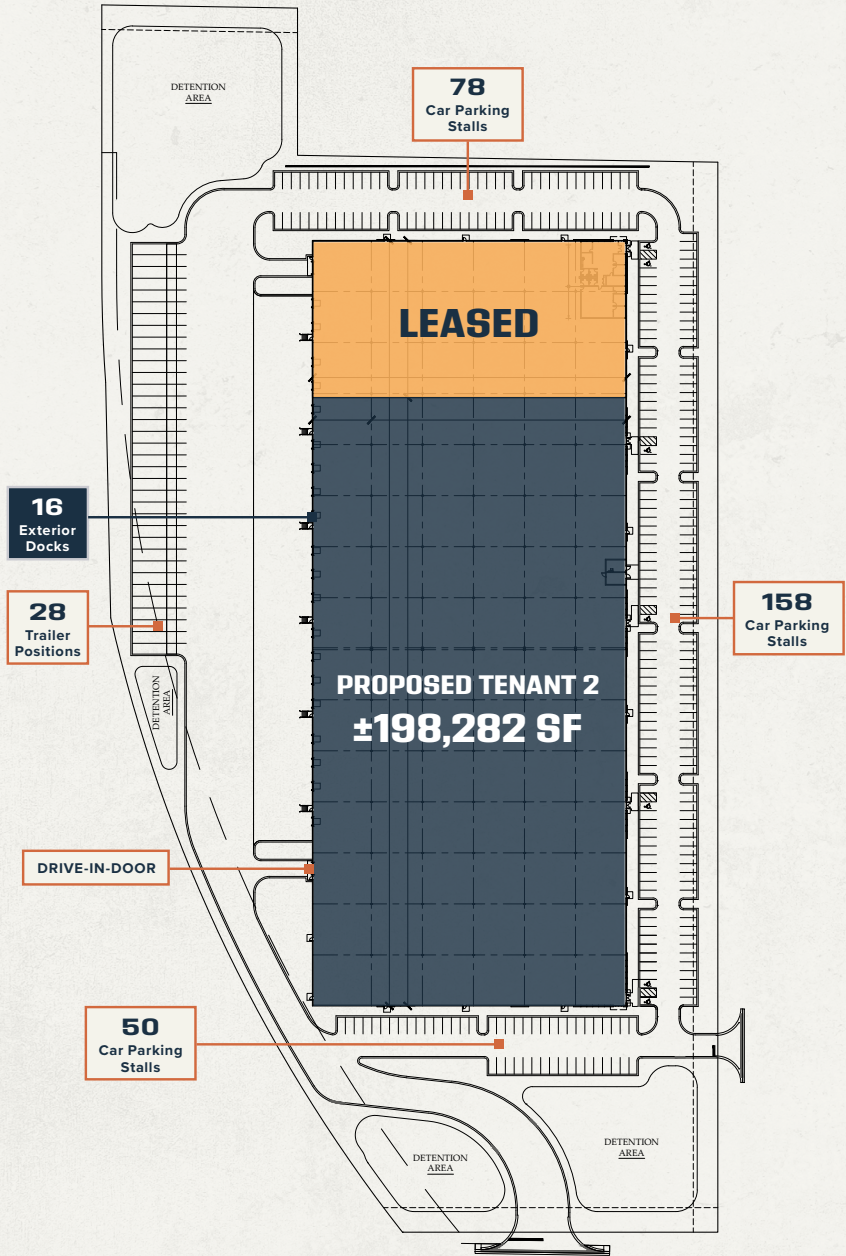 DETENTION
AREA
78
Car Parking
Stalls
LEASED
16
Exterior
Docks
28
Trailer
Positions
158
Car Parking
Stalls
DETENTION
AREA
PROPOSED TENANT 2
±198,282 SF
DRIVE-IN-DOOR
50
Car Parking
Stalls
DETENTION
AREA
DETENTION
AREA